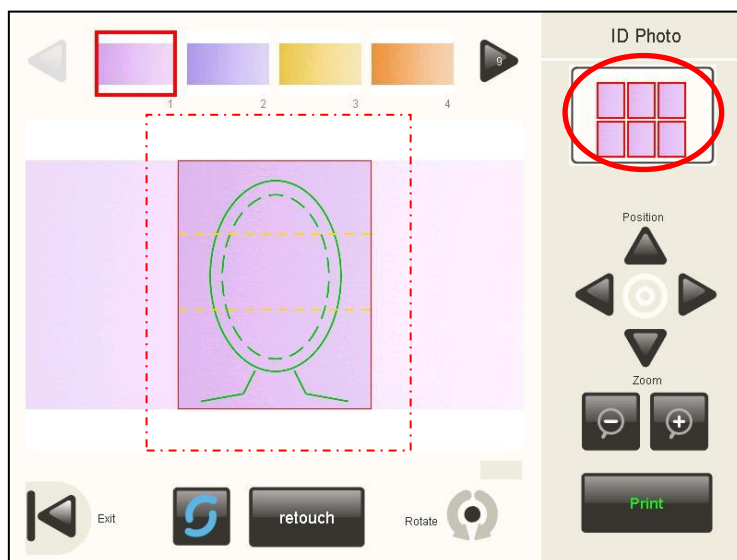 ID Photo
9
1 2 3 4
Position
Zoom
Exit
retouch
Rotate
Print